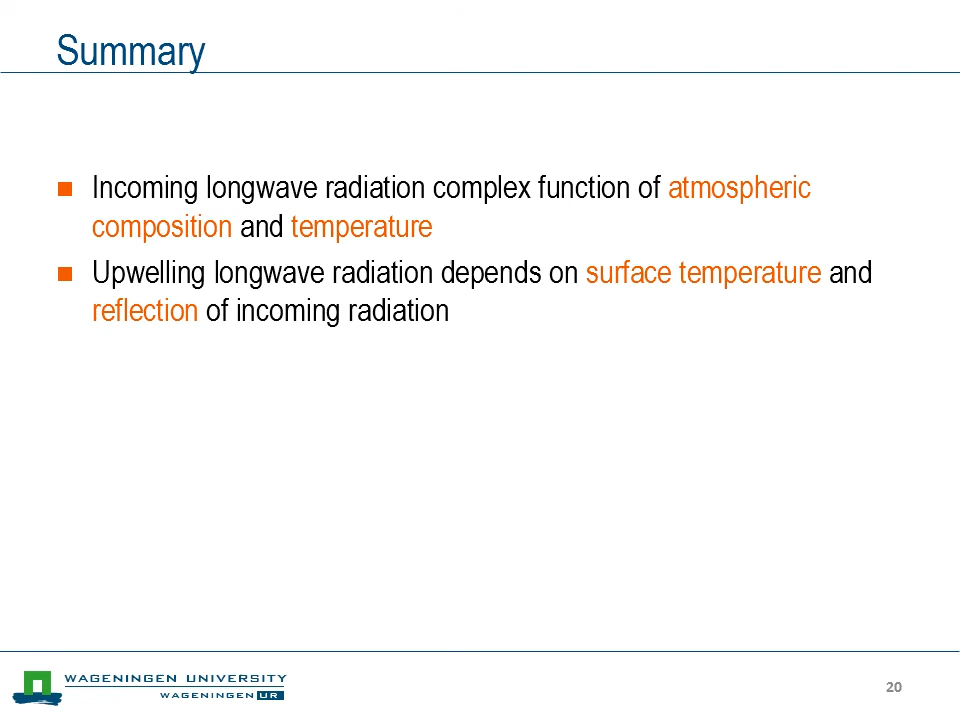 Summary
Incoming longwave radiation complex function of atmospheric
composition and temperature
Upwelling longwave radiation depends on surface temperature and
reflection of incoming radiation
WAGENINGEN UNIVERSITY
WAGENINGEN UR
20